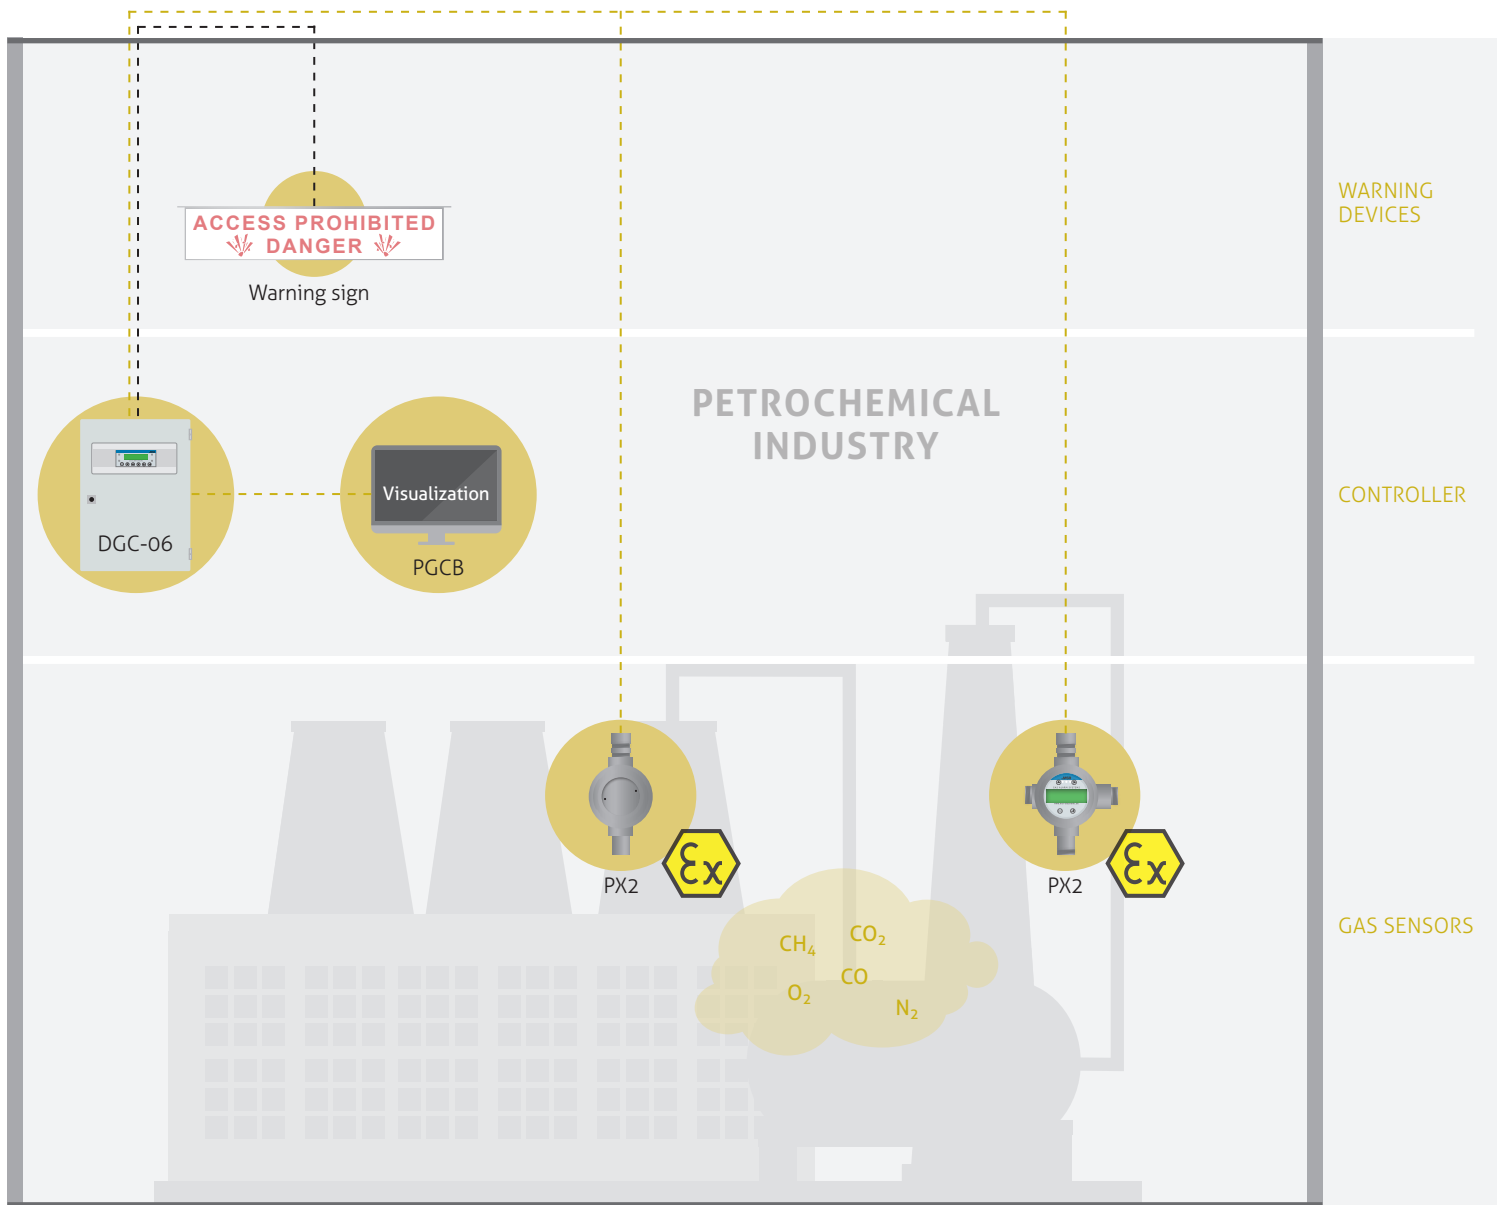 WARNING
DEVICES
ACCESS PROHIBITED
DANGER
Warning sign
PETROCHEMICAL
INDUSTRY
CONTROLLER
Visualization
DGC-06
PGCB
PX2
Ex
PX2
Ex
GAS SENSORS
CH₄
CO₂
CO
O₂
N₂